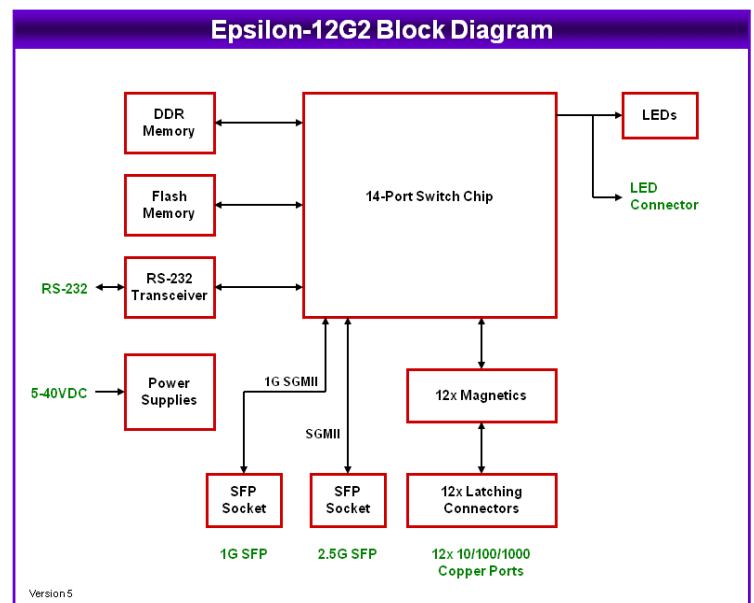 Epsilon-12G2 Block Diagram
DDR
Memory
LEDs
Flash
Memory
14-Port Switch Chip
LED
Connector
RS-232
RS-232
Transceiver
5-40VDC
Power
Supplies
1G SGMII
12x Magnetics
SGMII
SFP
Socket
SFP
Socket
12x Latching
Connectors
1G SFP
2.5G SFP
12x 10/100/1000
Copper Ports
Version 5